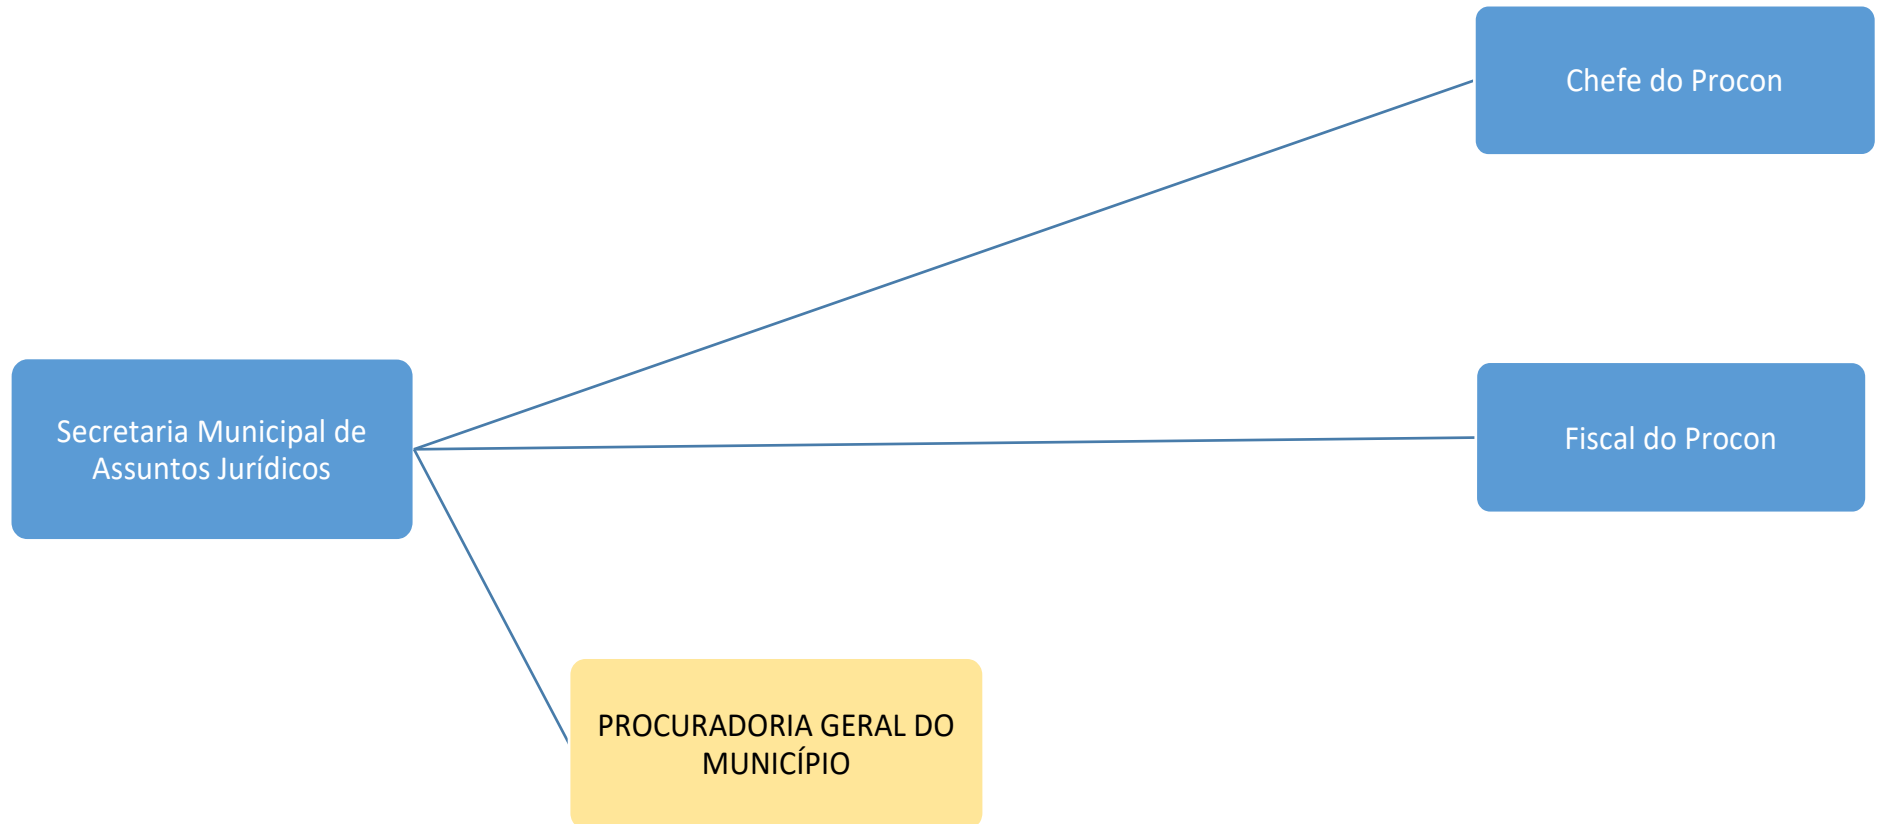 Chefe do Procon
Secretaria Municipal de
Assuntos Jurídicos
Fiscal do Procon
PROCURADORIA GERAL DO
MUNICÍPIO